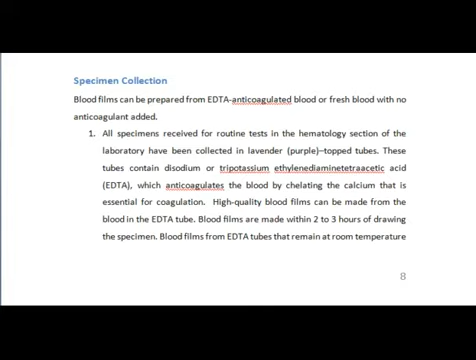 Specimen Collection
Blood films can be prepared from EDTA-anticoagulated blood or fresh blood with no
anticoagulant added.
1. All specimens received for routine tests in the hematology section of the
laboratory have been collected in lavender (purple)–topped tubes. These
tubes contain disodium or tripotassium ethylenediaminetetraacetic acid
(EDTA), which anticoagulates the blood by chelating the calcium that is
essential for coagulation. High-quality blood films can be made from the
blood in the EDTA tube. Blood films are made within 2 to 3 hours of drawing
the specimen. Blood films from EDTA tubes that remain at room temperature
8